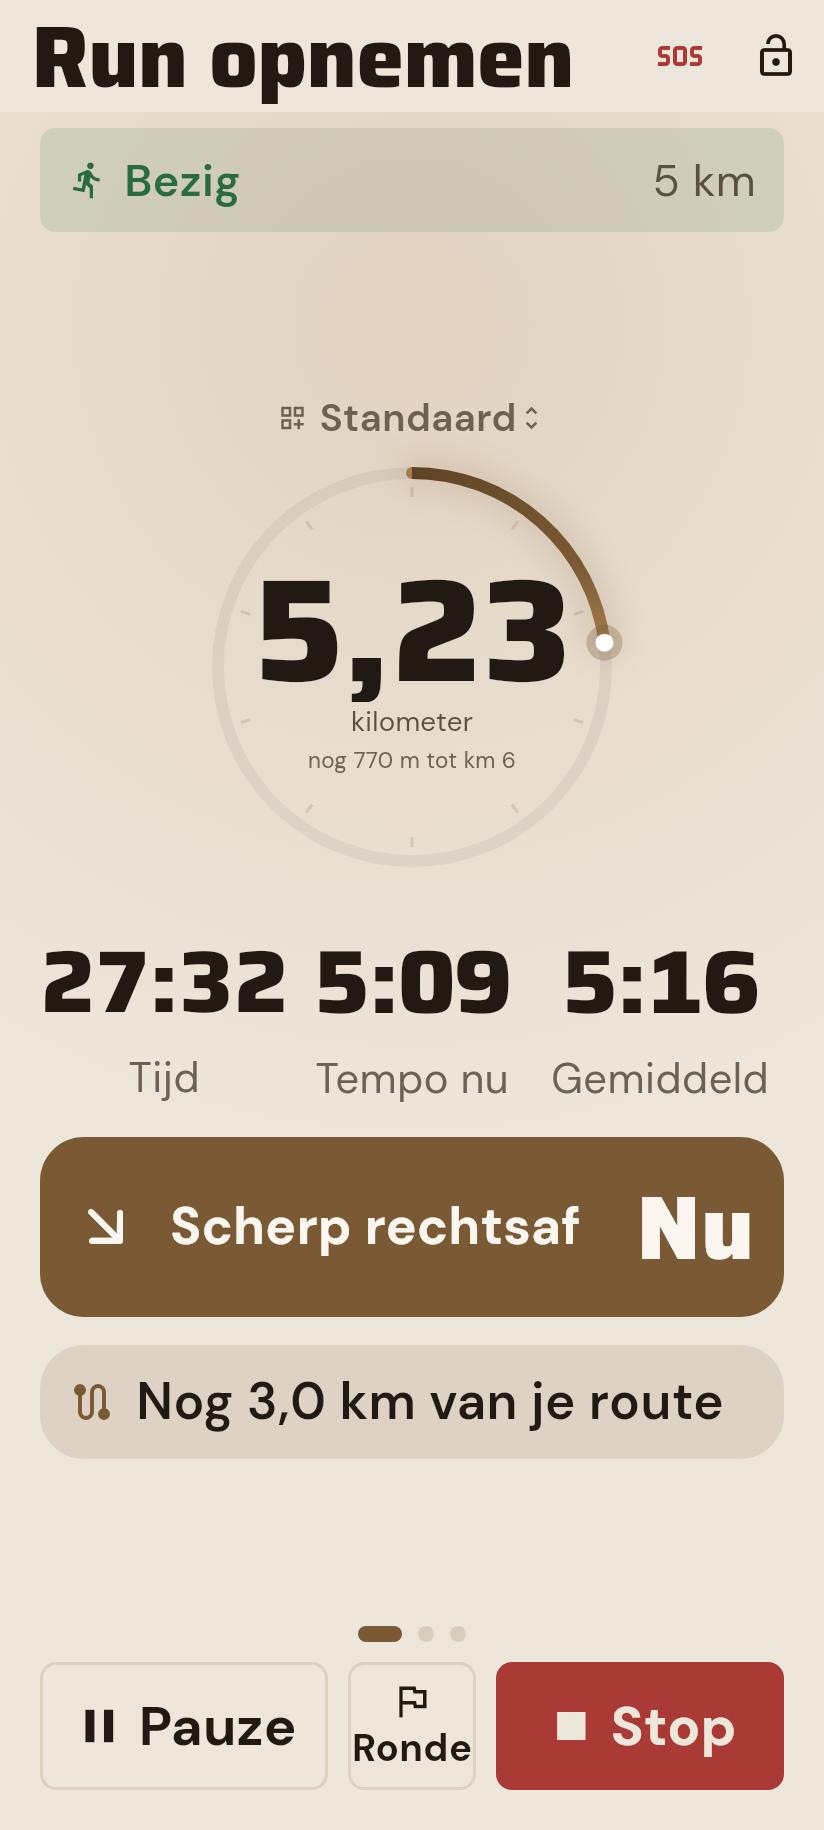 Run opnemen
SOS
Bezig
5 km
Standaard
5,23
kilometer
nog 770 m tot km 6
27:32 5:09 5:16
Tijd Tempo nu Gemiddeld
Scherp rechtsaf Nu
Nog 3,0 km van je route
Pauze
Ronde
Stop